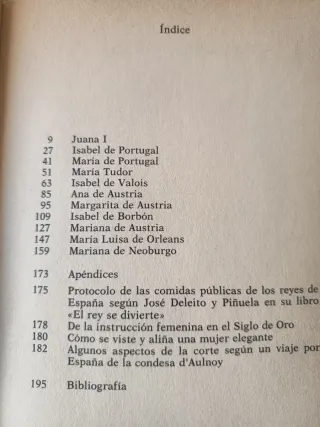 Índice
9 Juana I
27 Isabel de Portugal
41 María de Portugal
51 María Tudor
63 Isabel de Valois
85 Ana de Austria
95 Margarita de Austria
109 Isabel de Borbón
127 Mariana de Austria
147 María Luisa de Orleans
159 Mariana de Neoburgo
173 Apéndices
175 Protocolo de las comidas públicas de los reyes de
España según José Deleito y Piñuela en su libro
«El rey se divierte»
178 De la instrucción femenina en el Siglo de Oro
180 Cómo se viste y aliña una mujer elegante
182 Algunos aspectos de la corte según un viaje por
España de la condesa d'Aulnoy
195 Bibliografía